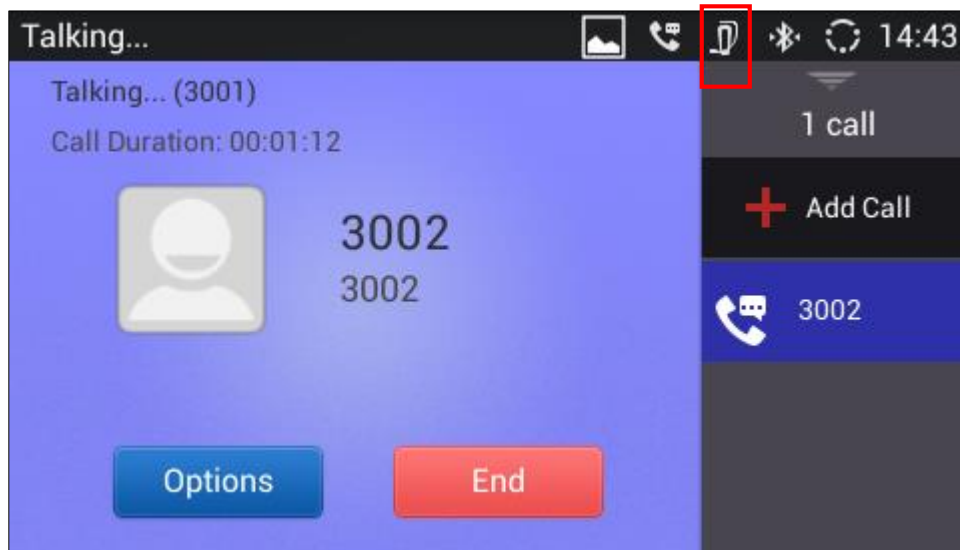 Talking...
14:43
Talking... (3001)
Call Duration: 00:01:12
3002
3002
Options
End
1 call
Add Call
3002